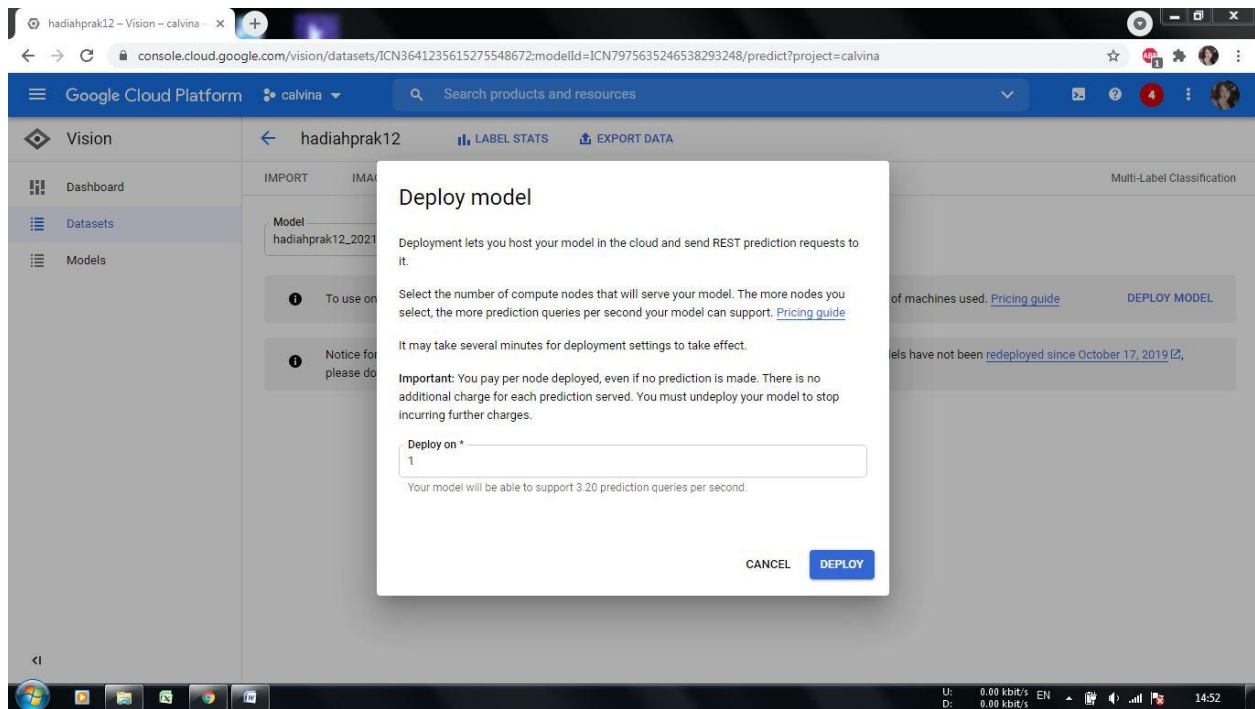 hadiahprak12 – Vision – calvina
console.cloud.google.com/vision/datasets/ICN3641235615275548672;modelId=ICN7975635246538293248/predict?project=calvina
ABP
1
Google Cloud Platform
calvina
Search products and resources
4
Vision
hadiahprak12
LABEL STATS
EXPORT DATA
Dashboard
Datasets
Models
IMPORT
Multi-Label Classification
Model
hadiahprak12_2021
To use on
of machines used. Pricing guide
DEPLOY MODEL
Notice for
els have not been redeployed since October 17, 2019,
please do
Deploy model
Deployment lets you host your model in the cloud and send REST prediction requests to
it.
Select the number of compute nodes that will serve your model. The more nodes you
select, the more prediction queries per second your model can support. Pricing guide
It may take several minutes for deployment settings to take effect.
Important: You pay per node deployed, even if no prediction is made. There is no
additional charge for each prediction served. You must undeploy your model to stop
incurring further charges.
Deploy on *
1
Your model will be able to support 3.20 prediction queries per second.
CANCEL
DEPLOY
U: 0.00 kbit/s
D: 0.00 kbit/s
EN
14:52